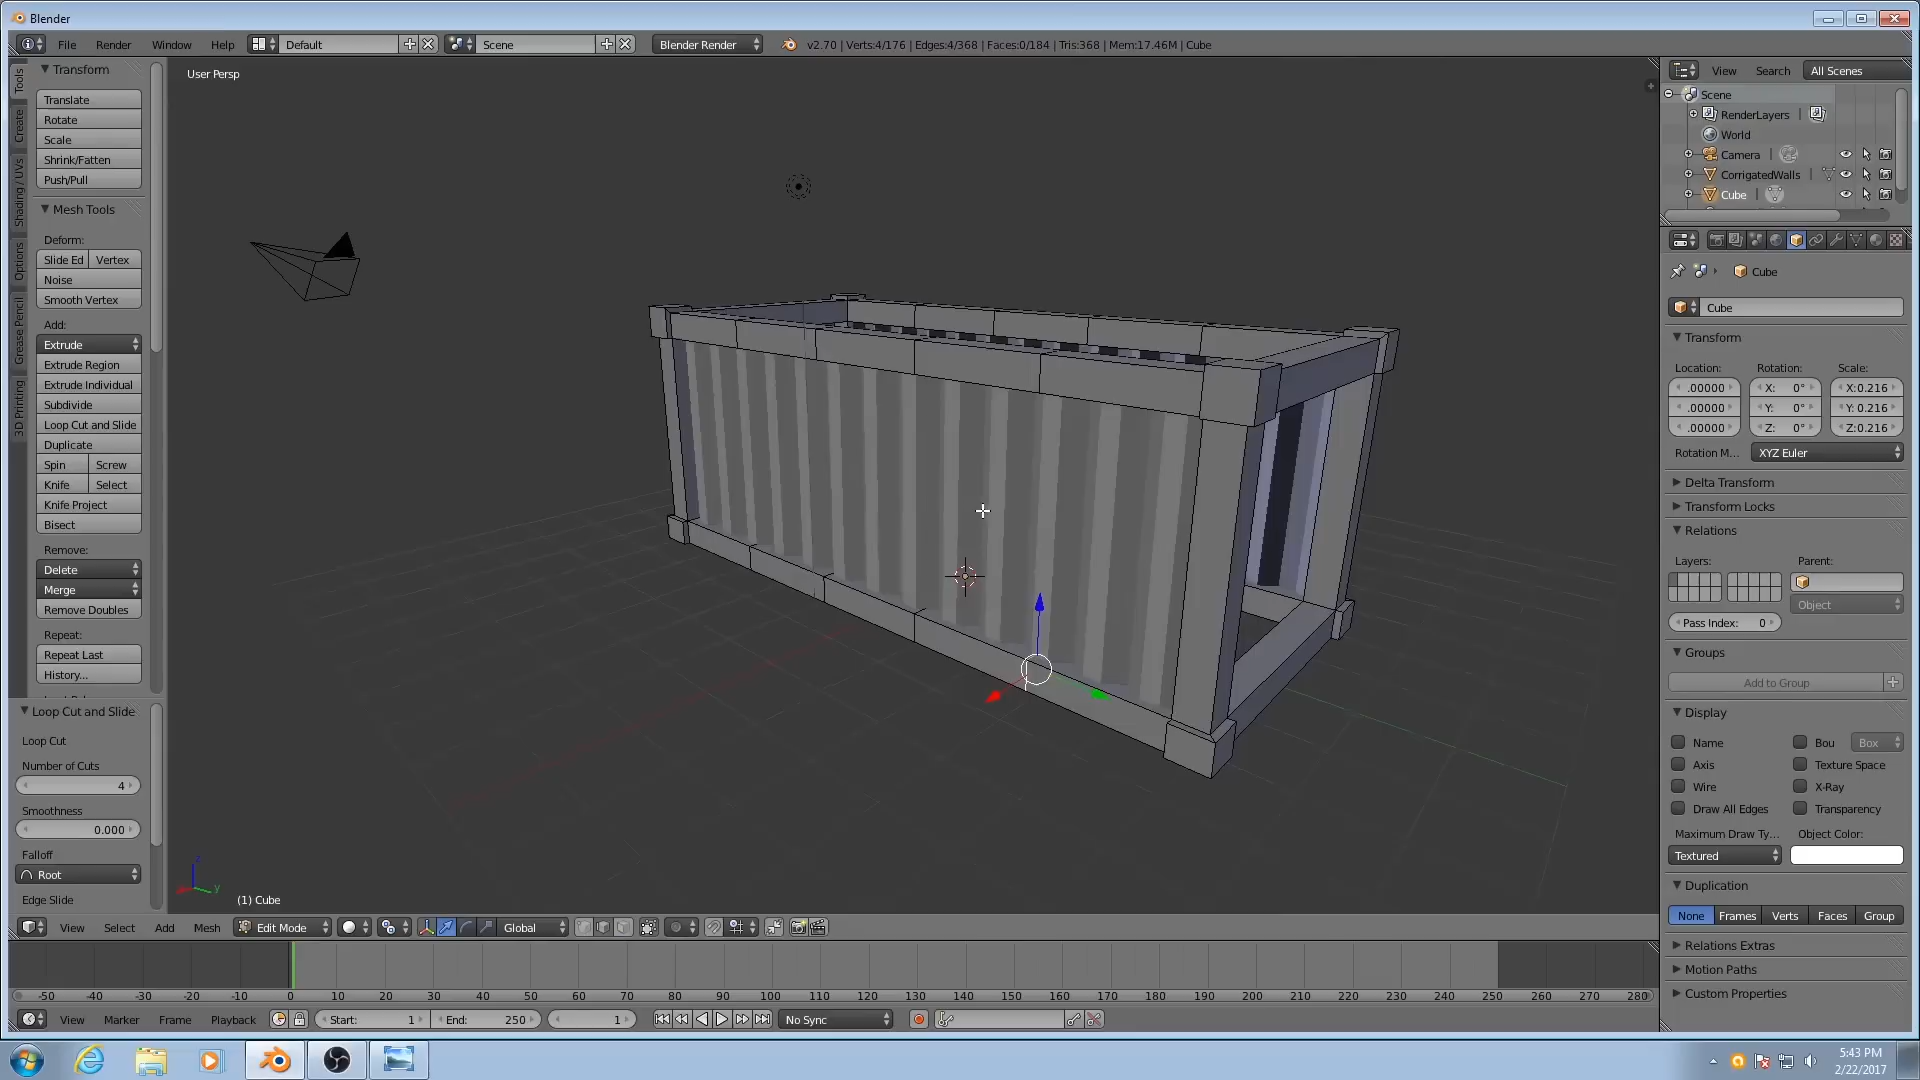 Blender
File Render Window Help Default Scene Blender Render v2.70 | Verts:4/176 | Edges:4/368 | Faces:0/184 | Tris:368 | Mem:17.46M | Cube
Tools
Create
Shading / UVs
Options
Grease Pencil
3D Printing
Transform
Translate
Rotate
Scale
Shrink/Fatten
Push/Pull
Mesh Tools
Deform:
Slide Ed Vertex
Noise
Smooth Vertex
Add:
Extrude
Extrude Region
Extrude Individual
Subdivide
Loop Cut and Slide
Duplicate
Spin Screw
Knife Select
Knife Project
Bisect
Remove:
Delete
Merge
Remove Doubles
Repeat:
Repeat Last
History...
Loop Cut and Slide
Loop Cut
Number of Cuts
4
Smoothness
0.000
Falloff
Root
Edge Slide
User Persp
z
y
(1) Cube
View Select Add Mesh Edit Mode Global
View Search All Scenes
Scene
RenderLayers |
World
Camera |
CorrigatedWalls |
Cube |
Cube
Cube
Transform
Location: Rotation: Scale:
.00000 X: 0° X:0.216
.00000 Y: 0° Y: 0.216
.00000 Z: 0° Z:0.216
Rotation M... XYZ Euler
Delta Transform
Transform Locks
Relations
Layers: Parent:
Object
Pass Index: 0
Groups
Add to Group
Display
Name Bou Box
Axis Texture Space
Wire X-Ray
Draw All Edges Transparency
Maximum Draw Ty... Object Color:
Textured
Duplication
None Frames Verts Faces Group
Relations Extras
Motion Paths
Custom Properties
-50 -40 -30 -20 -10 0 10 20 30 40 50 60 70 80 90 100 110 120 130 140 150 160 170 180 190 200 210 220 230 240 250 260 270 280
View Marker Frame Playback Start: 1 End: 250 1 No Sync
5:43 PM
2/22/2017